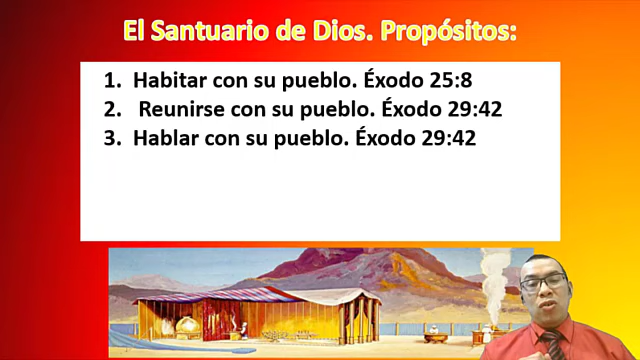 El Santuario de Dios. Propósitos:
1. Habitar con su pueblo. Éxodo 25:8
2. Reunirse con su pueblo. Éxodo 29:42
3. Hablar con su pueblo. Éxodo 29:42